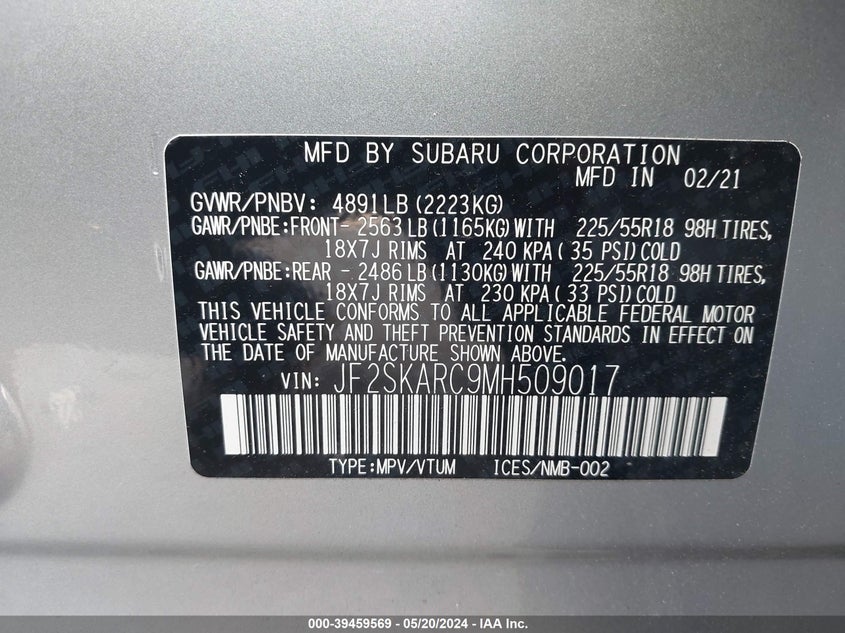 MFD BY SUBARU CORPORATION
MFD IN 02/21
GVWR/PNBV: 4891LB (2223KG)
GAWR/PNBE:FRONT- 2563 LB (1165KG) WITH 225/55R18 98H TIRES,
18X7J RIMS AT 240 KPA ( 35 PSI) COLD
GAWR/PNBE:REAR - 2486 LB (1130KG) WITH 225/55R18 98H TIRES,
18X7J RIMS AT 230 KPA ( 33 PSI) COLD
THIS VEHICLE CONFORMS TO ALL APPLICABLE FEDERAL MOTOR
VEHICLE SAFETY AND THEFT PREVENTION STANDARDS IN EFFECT ON
THE DATE OF MANUFACTURE SHOWN ABOVE.
VIN: JF2SKARC9MH509017
TYPE:MPV/VTUM ICES/NMB-002
000-39459569 - 05/20/2024 - IAA Inc.